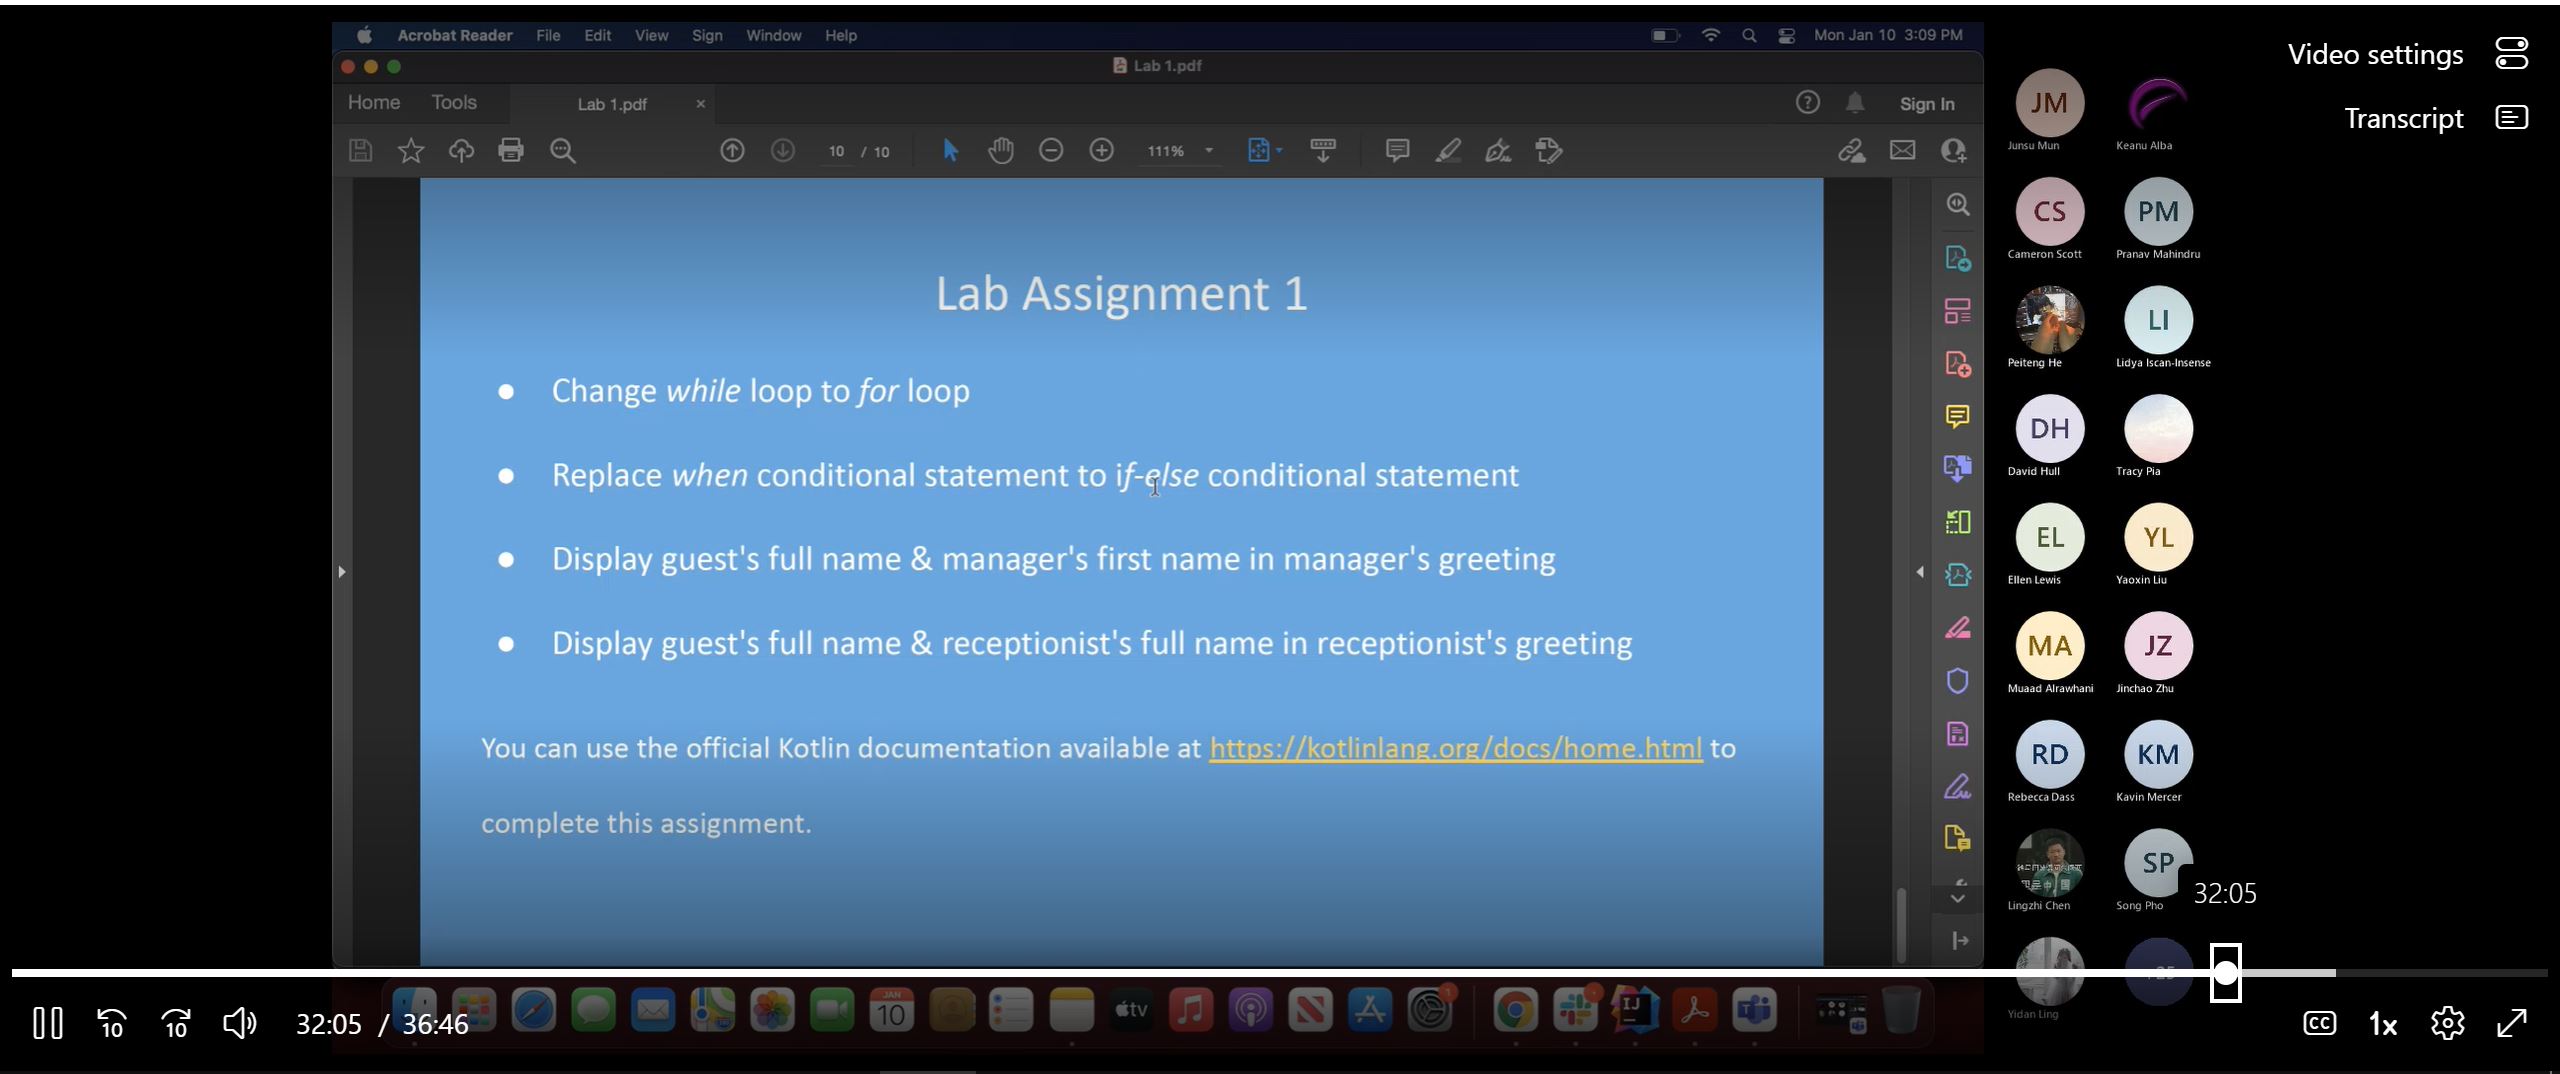 Acrobat Reader File Edit View Sign Window Help Mon Jan 10 3:09 PM
Lab 1.pdf
Home Tools Lab 1.pdf Sign In
10 / 10 111%
Lab Assignment 1
Change while loop to for loop
Replace when conditional statement to if-else conditional statement
Display guest's full name & manager's first name in manager's greeting
Display guest's full name & receptionist's full name in receptionist's greeting
You can use the official Kotlin documentation available at https://kotlinlang.org/docs/home.html to
complete this assignment.
Video settings
Transcript
JM
Junsu Mun Keanu Alba
CS PM
Cameron Scott Pranav Mahindru
LI
Peiteng He Lidya Iscan-Insense
DH
David Hull Tracy Pia
EL YL
Ellen Lewis Yaoxin Liu
MA JZ
Muaad Alrawhani Jinchao Zhu
RD KM
Rebecca Dass Kavin Mercer
SP
Lingzhi Chen Song Pho
32:05
+25
Yidan Ling
JAN
10
tv
1
IJ
10 10 32:05 / 36:46
CC 1x